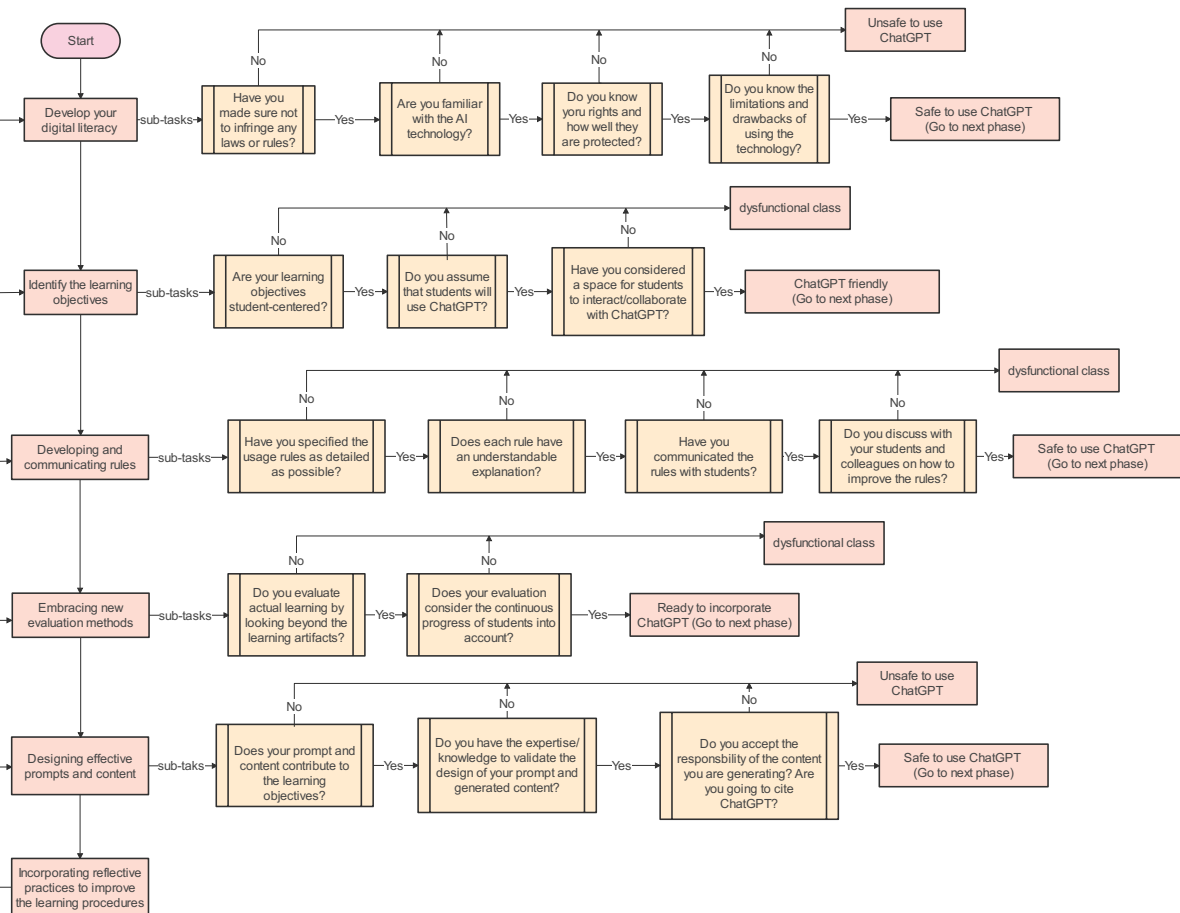 Start
Unsafe to use
ChatGPT
No
No
No
No
Develop your
digital literacy
sub-tasks
Have you
made sure not
to infringe any
laws or rules?
Yes
Are you familiar
with the AI
technology?
Yes
Do you know
yoru rights and
how well they
are protected?
Yes
Do you know the
limitations and
drawbacks of
using the
technology?
Yes
Safe to use ChatGPT
(Go to next phase)
dysfunctional class
No
No
No
Identify the learning
objectives
sub-tasks
Are your learning
objectives
student-centered?
Yes
Do you assume
that students will
use ChatGPT?
Yes
Have you considered
a space for students
to interact/collaborate
with ChatGPT?
Yes
ChatGPT friendly
(Go to next phase)
dysfunctional class
No
No
No
No
Developing and
communicating rules
sub-tasks
Have you specified the
usage rules as detailed
as possible?
Yes
Does each rule have
an understandable
explanation?
Yes
Have you
communicated the
rules with students?
Yes
Do you discuss with
your students and
colleagues on how to
improve the rules?
Yes
Safe to use ChatGPT
(Go to next phase)
dysfunctional class
No
No
Embracing new
evaluation methods
sub-tasks
Do you evaluate
actual learning by
looking beyond the
learning artifacts?
Yes
Does your evaluation
consider the continuous
progress of students into
account?
Yes
Ready to incorporate
ChatGPT (Go to next phase)
Unsafe to use
ChatGPT
No
No
No
Designing effective
prompts and content
sub-taks
Does your prompt and
content contribute to
the learning
objectives?
Yes
Do you have the expertise/
knowledge to validate the
design of your prompt and
generated content?
Yes
Do you accept the
responsbility of the content
you are generating? Are
you going to cite
ChatGPT?
Yes
Safe to use ChatGPT
(Go to next phase)
Incorporating reflective
practices to improve
the learning procedures